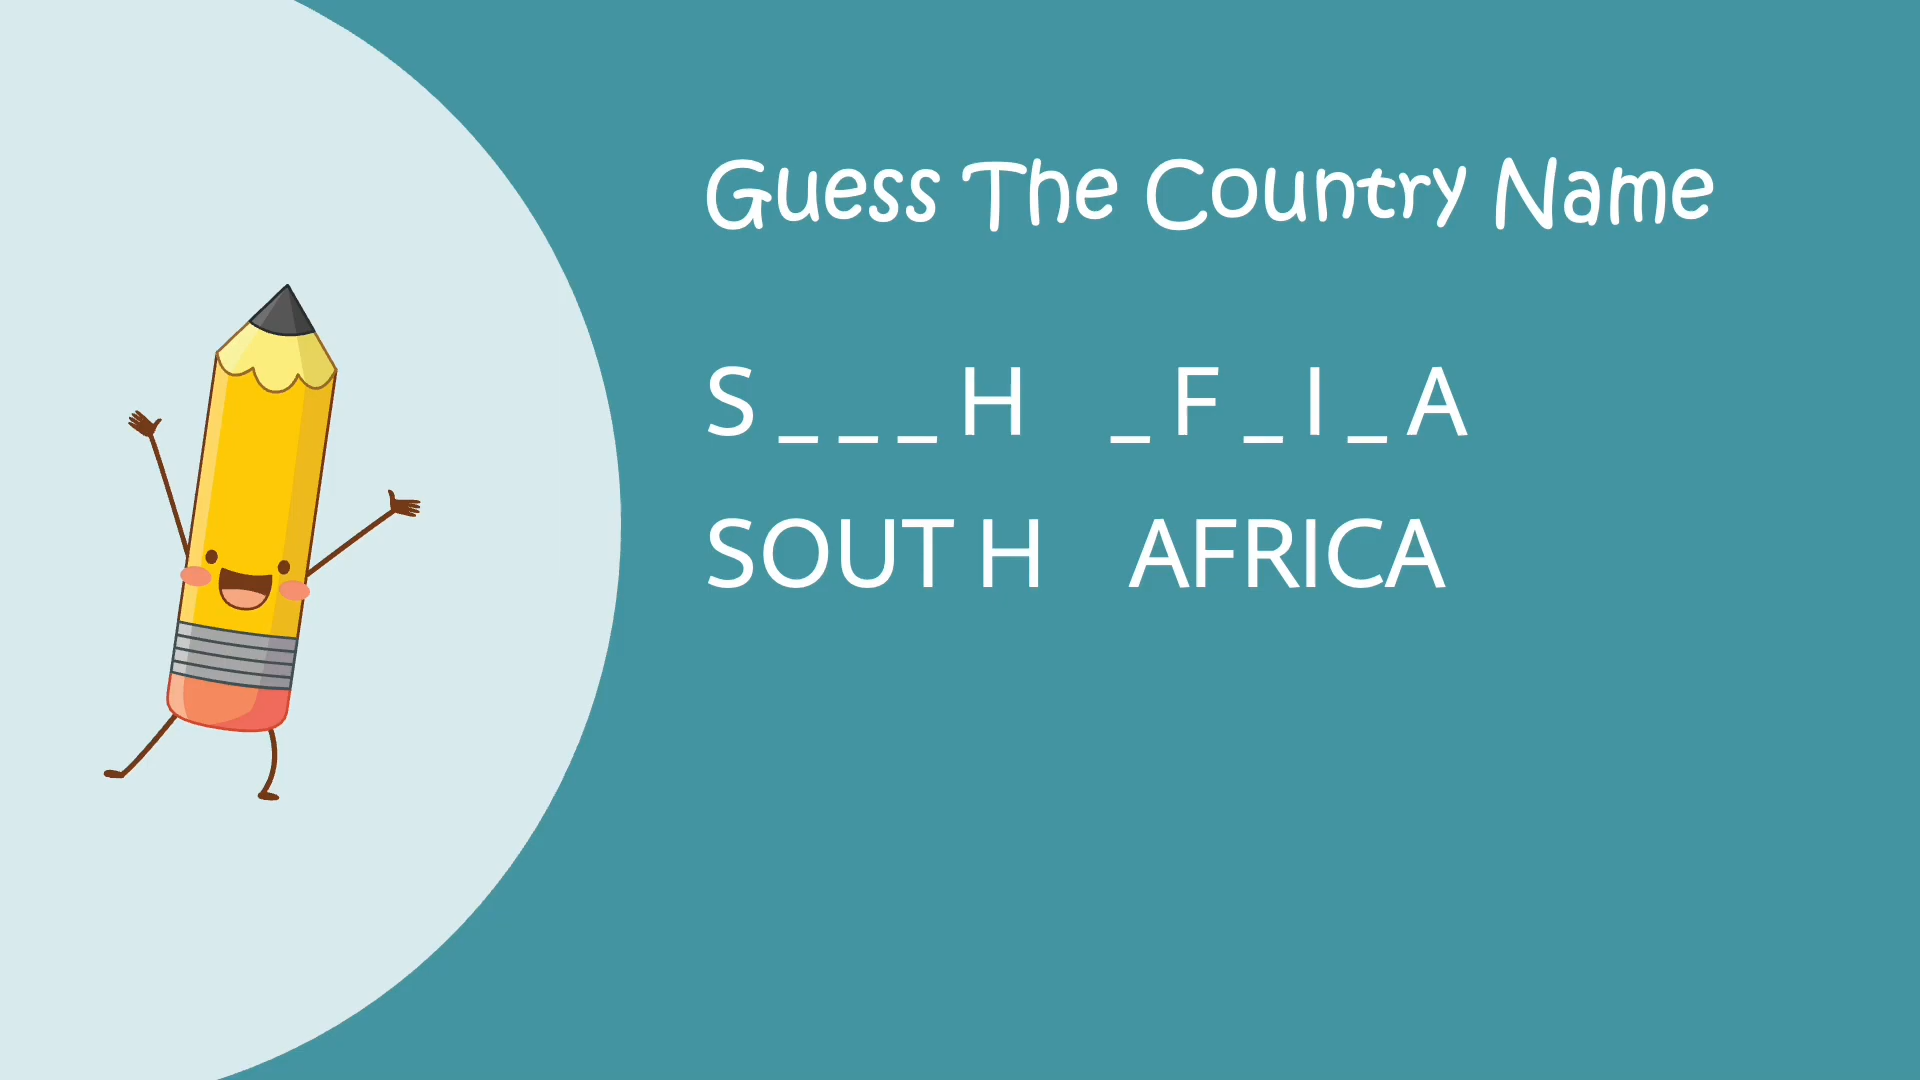 Guess The Country Name
S _ _ _ H _ F _ I _ A
SOUT H AFRICA